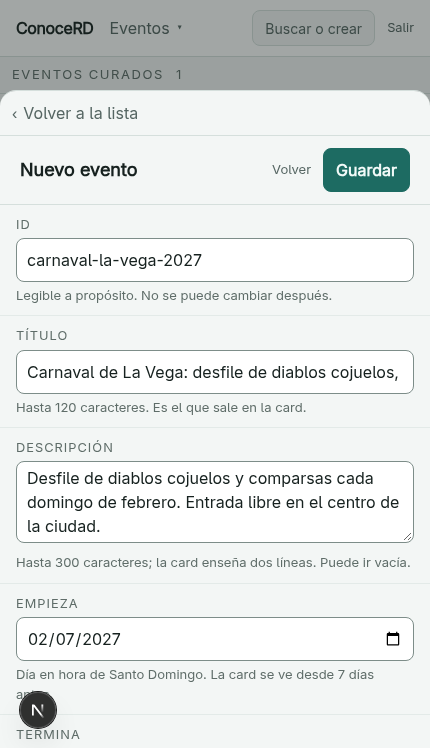 ConoceRD Eventos ▾ Buscar o crear Salir
EVENTOS CURADOS 1
‹ Volver a la lista
Nuevo evento Volver Guardar
ID
carnaval-la-vega-2027
Legible a propósito. No se puede cambiar después.
TÍTULO
Carnaval de La Vega: desfile de diablos cojuelos,
Hasta 120 caracteres. Es el que sale en la card.
DESCRIPCIÓN
Desfile de diablos cojuelos y comparsas cada
domingo de febrero. Entrada libre en el centro de
la ciudad.
Hasta 300 caracteres; la card enseña dos líneas. Puede ir vacía.
EMPIEZA
02/07/2027
Día en hora de Santo Domingo. La card se ve desde 7 días
N
TERMINA